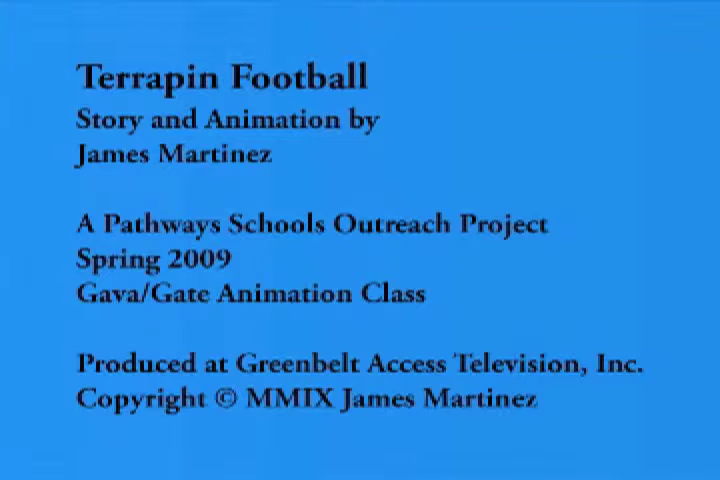 Terrapin Football
Story and Animation by
James Martinez
A Pathways Schools Outreach Project
Spring 2009
Gava/Gate Animation Class
Produced at Greenbelt Access Television, Inc.
Copyright © MMIX James Martinez